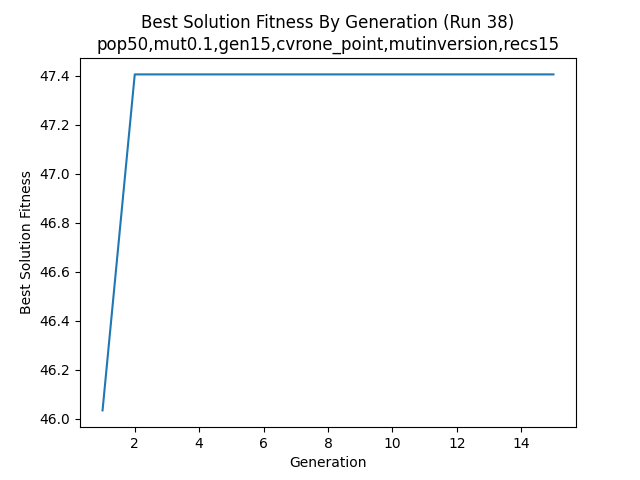 Best Solution Fitness By Generation (Run 38)
pop50,mut0.1,gen15,cvrone_point,mutinversion,recs15
47.4
47.2
47.0
46.8
46.6
46.4
46.2
46.0
Best Solution Fitness
2 4 6 8 10 12 14
Generation